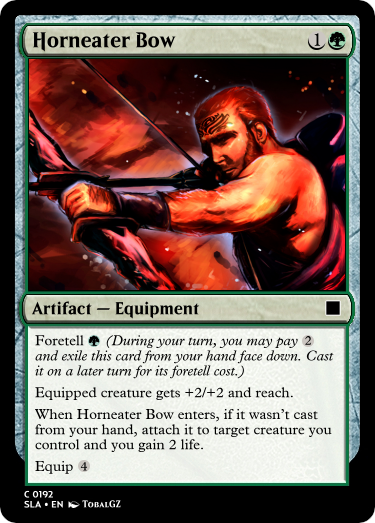 Horneater Bow 1
Artifact — Equipment
Foretell (During your turn, you may pay 2
and exile this card from your hand face down. Cast
it on a later turn for its foretell cost.)
Equipped creature gets +2/+2 and reach.
When Horneater Bow enters, if it wasn't cast
from your hand, attach it to target creature you
control and you gain 2 life.
Equip 4
C 0192
SLA • EN TobalGZ